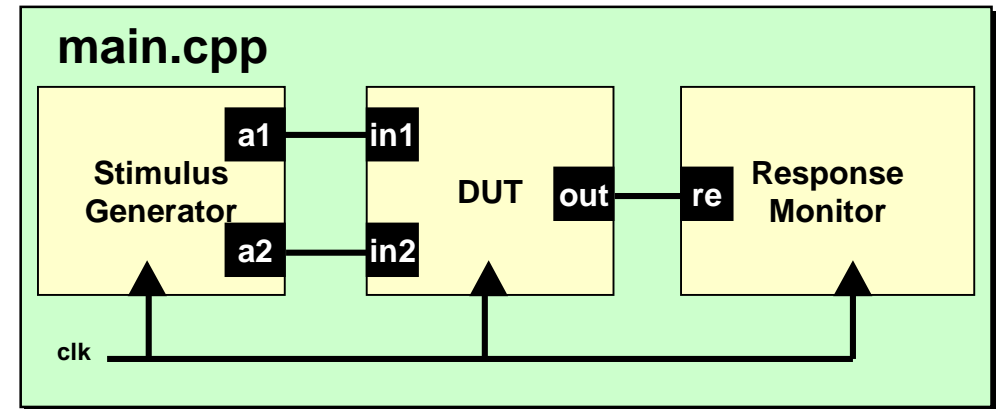 main.cpp
Stimulus
Generator
a1
a2
in1
in2
DUT
out
re
Response
Monitor
clk